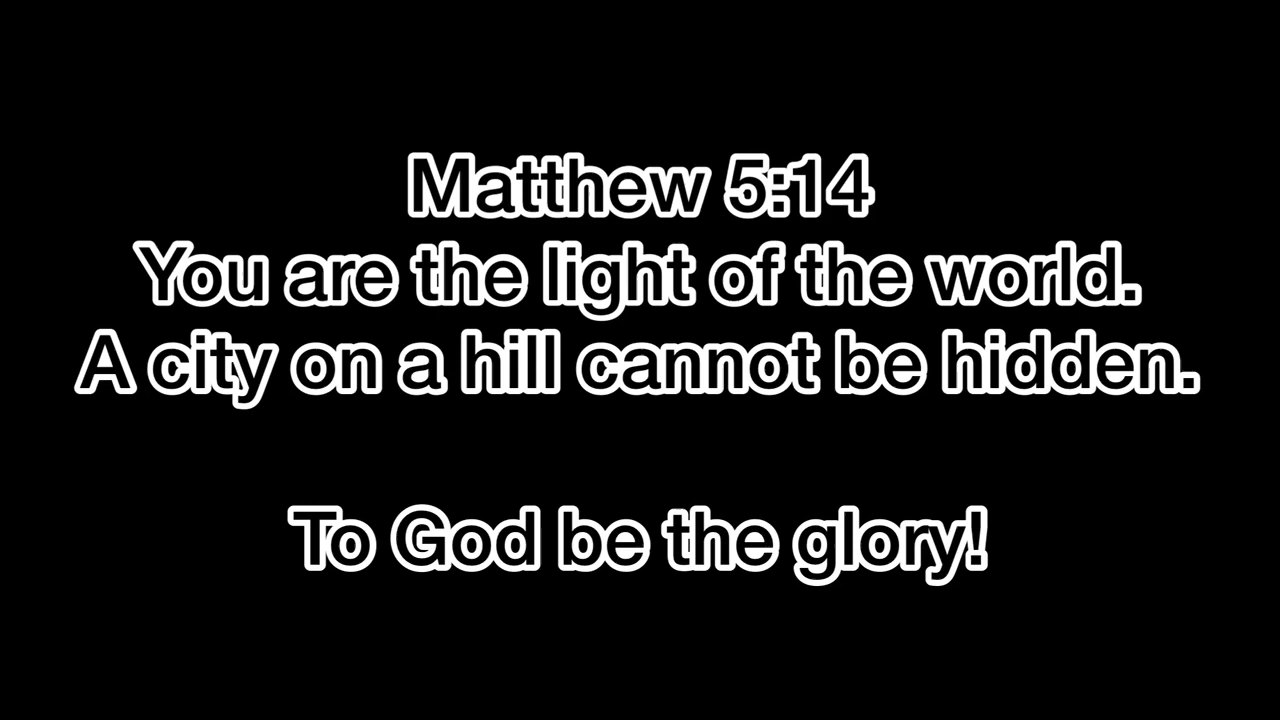 Matthew 5:14
You are the light of the world.
A city on a hill cannot be hidden.
To God be the glory!